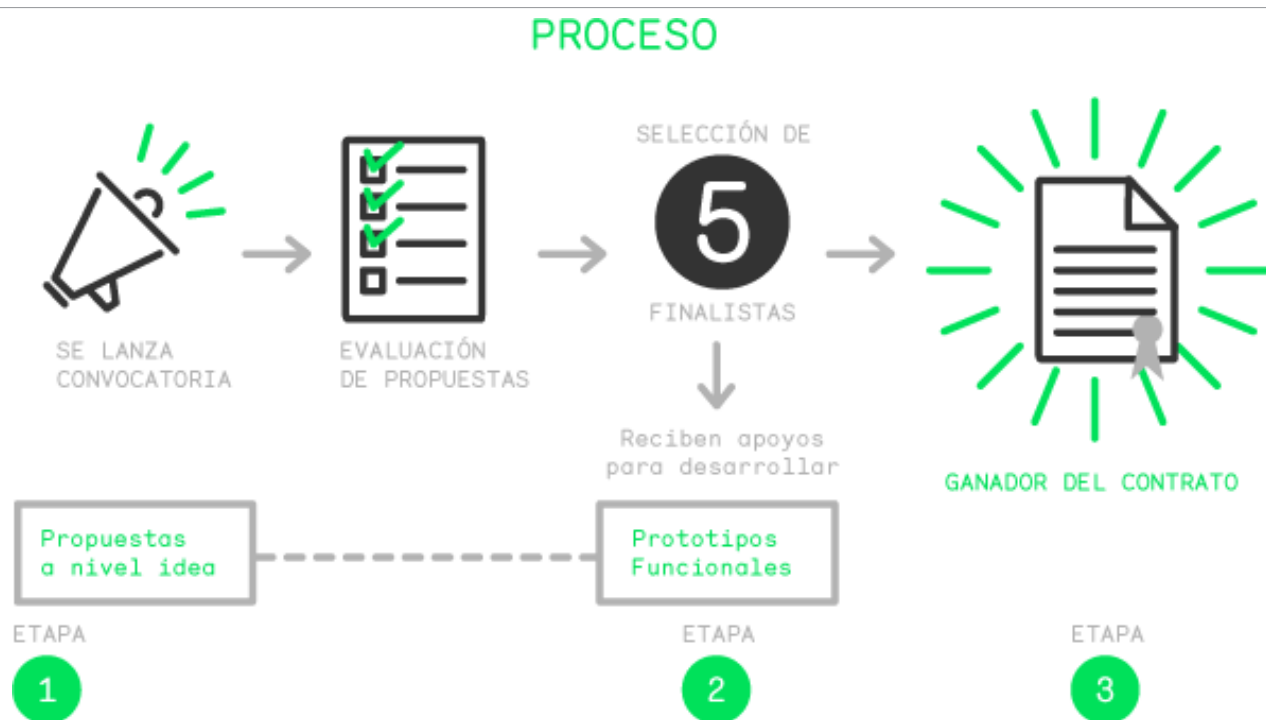 PROCESO
SE LANZA
CONVOCATORIA
EVALUACIÓN
DE PROPUESTAS
SELECCIÓN DE
5
FINALISTAS
Reciben apoyos
para desarrollar
GANADOR DEL CONTRATO
Propuestas
a nivel idea
Prototipos
Funcionales
ETAPA
1
ETAPA
2
ETAPA
3